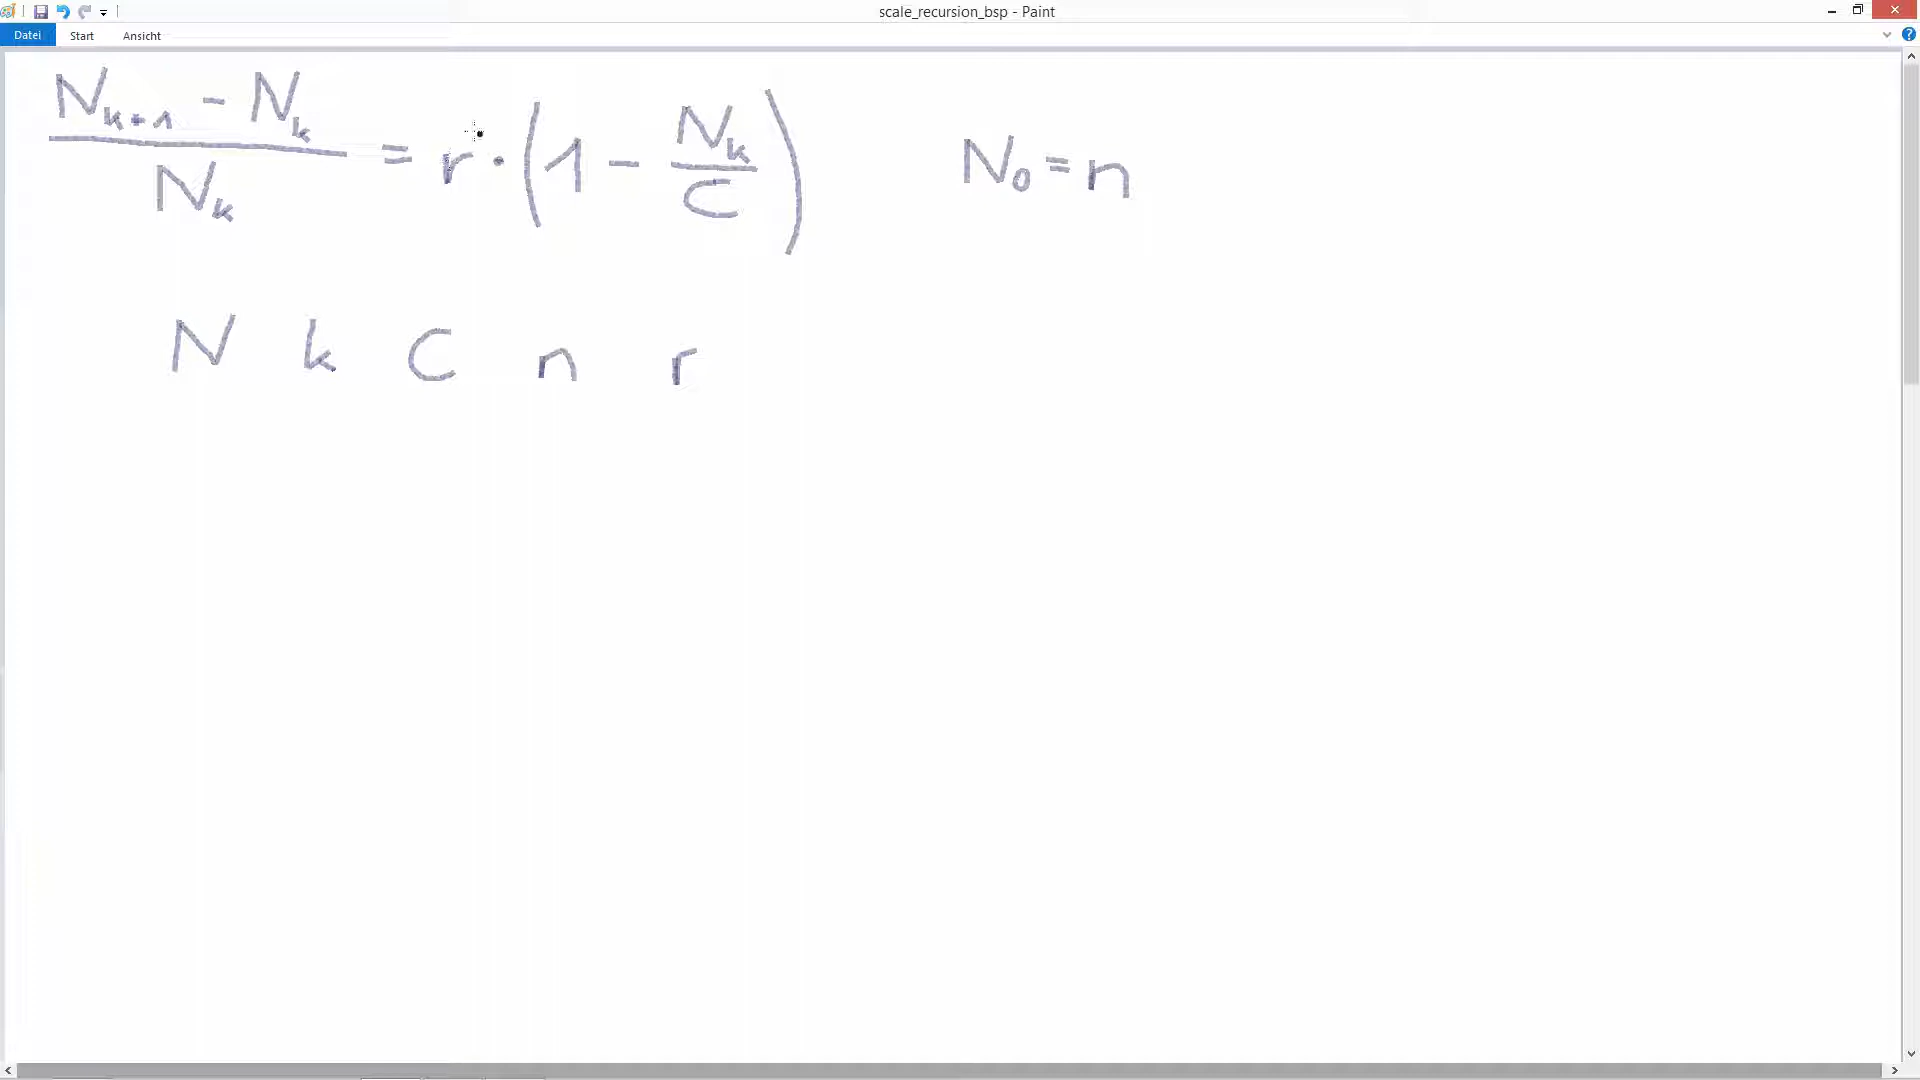 scale_recursion_bsp - Paint
Datei Start Ansicht
(N_{k+1} - N_k) / N_k = r · (1 - N_k / C) N_0 = n
N k C n r